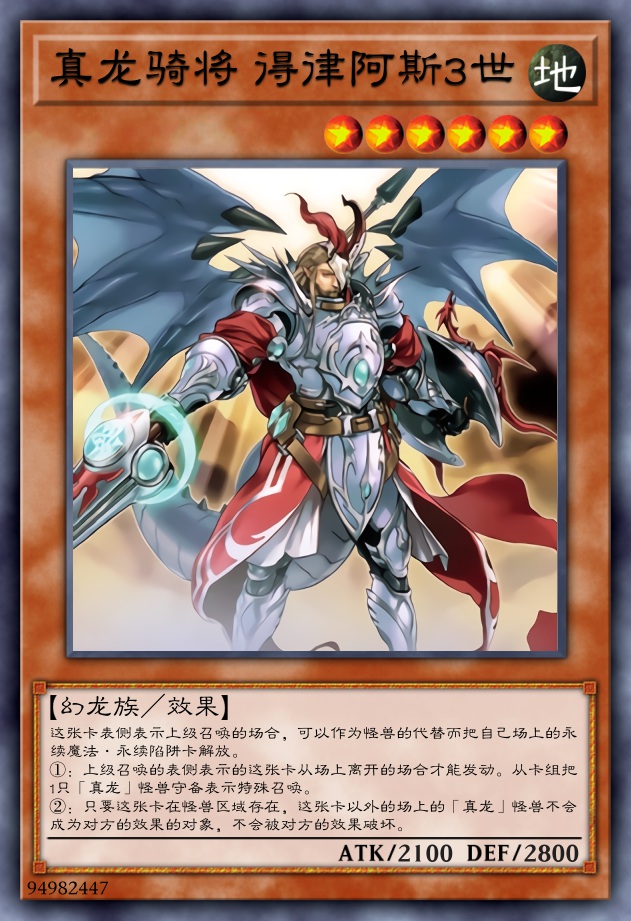 真龙骑将 得律阿斯3世 地
【幻龙族／效果】
这张卡表侧表示上级召唤的场合，可以作为怪兽的代替而把自己场上的永
续魔法·永续陷阱卡解放。
①：上级召唤的表侧表示的这张卡从场上离开的场合才能发动。从卡组把
1只「真龙」怪兽守备表示特殊召唤。
②：只要这张卡在怪兽区域存在，这张卡以外的场上的「真龙」怪兽不会
成为对方的效果的对象，不会被对方的效果破坏。
ATK/2100 DEF/2800
94982447